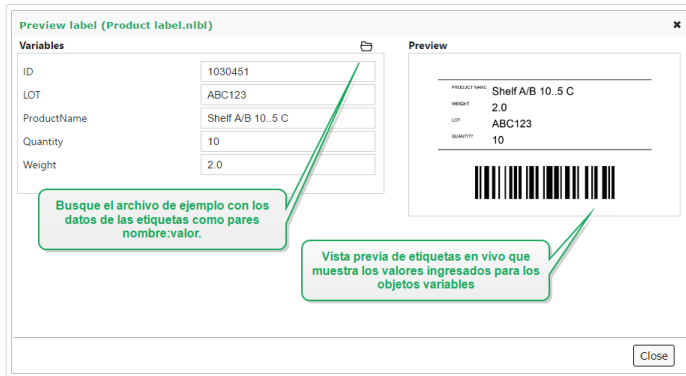 Preview label (Product label.nlbl)
Variables
Preview
ID
1030451
LOT
ABC123
ProductName
Shelf A/B 10..5 C
Quantity
10
Weight
2.0
PRODUCT NAME
Shelf A/B 10..5 C
WEIGHT
2.0
LOT
ABC123
QUANTITY
10
Busque el archivo de ejemplo con los
datos de las etiquetas como pares
nombre:valor.
Vista previa de etiquetas en vivo que
muestra los valores ingresados para los
objetos variables
Close